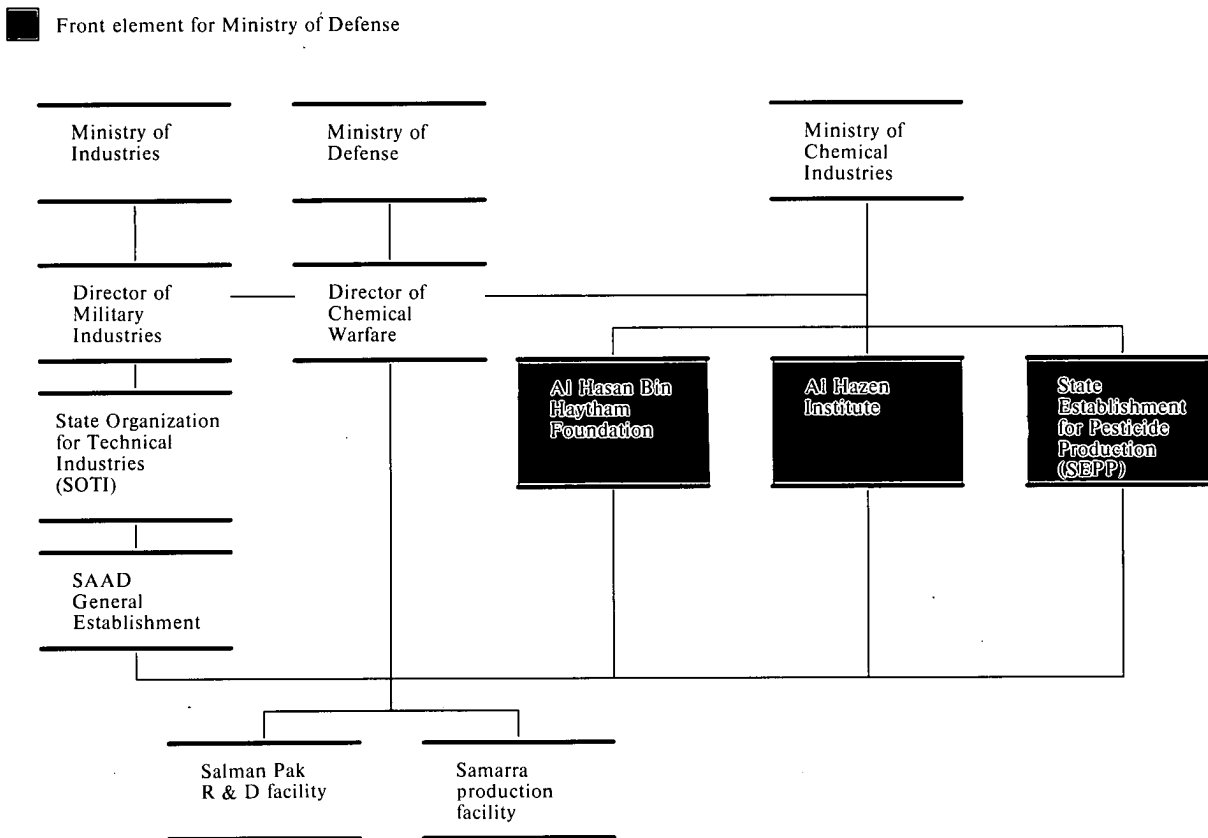 Front element for Ministry of Defense
Ministry of
Industries
Ministry of
Defense
Ministry of
Chemical
Industries
Director of
Military
Industries
Director of
Chemical
Warfare
Al Hasan Bin
Haytham
Foundation
Al Hazen
Institute
State
Establishment
for Pesticide
Production
(SEPP)
State Organization
for Technical
Industries
(SOTI)
SAAD
General
Establishment
Salman Pak
R & D facility
Samarra
production
facility